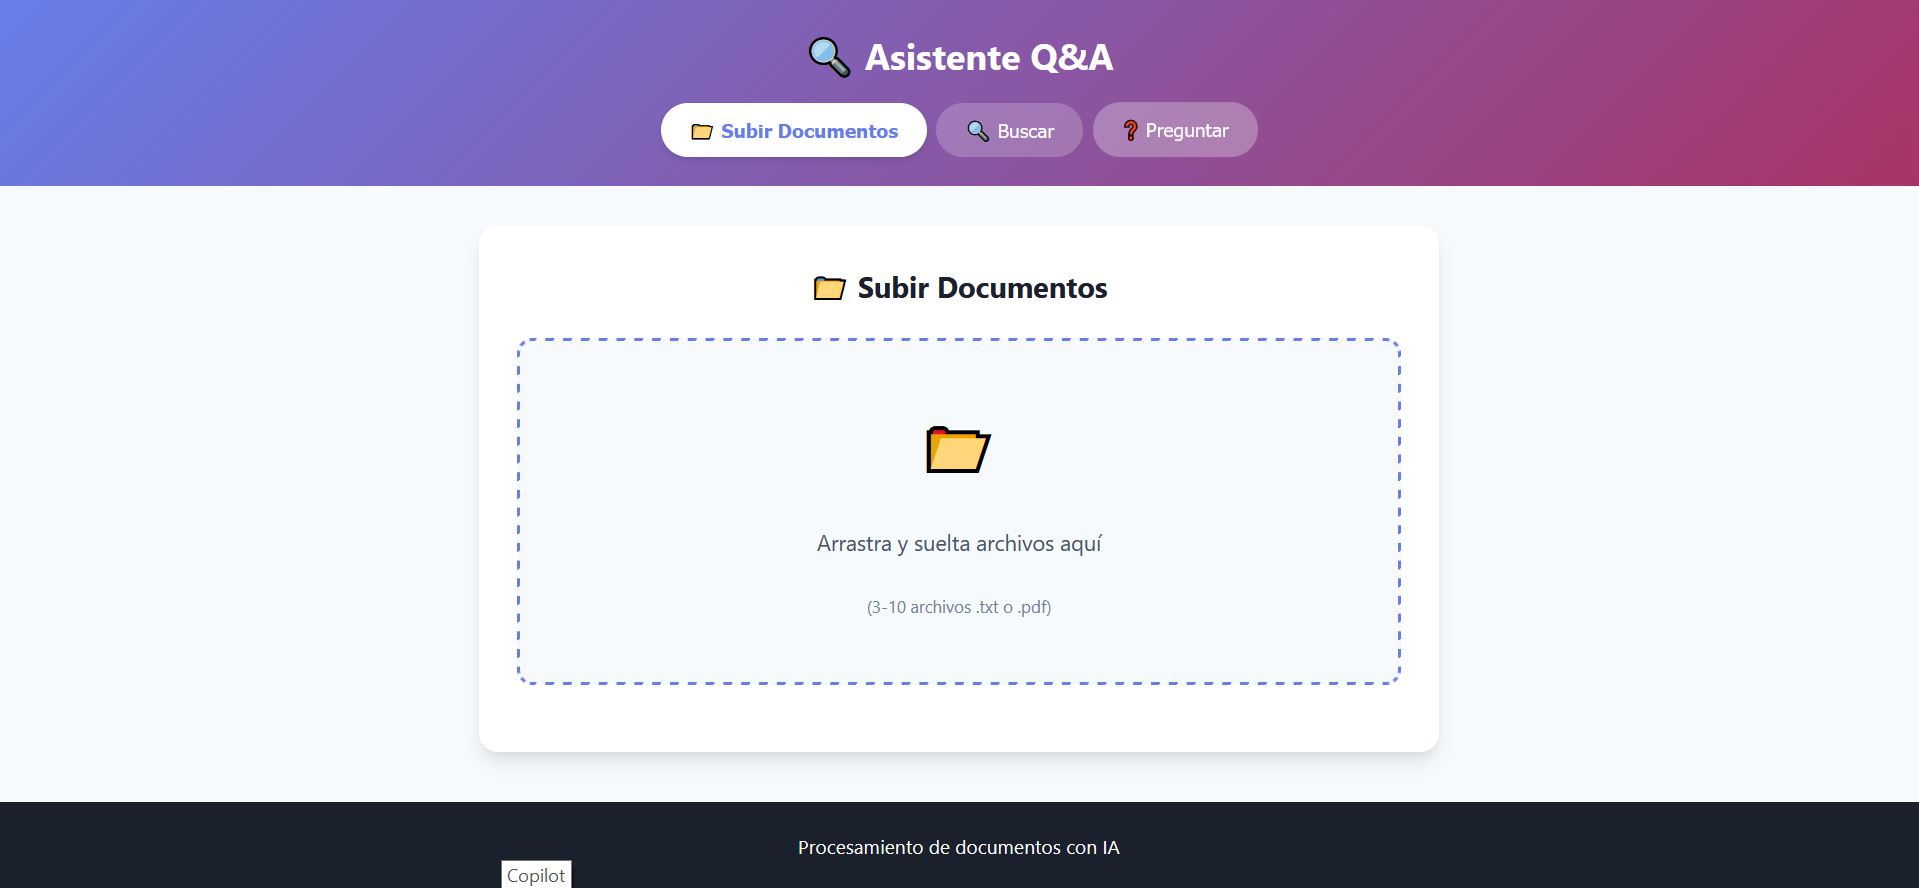 Asistente Q&A
Subir Documentos
Buscar
Preguntar
Subir Documentos
Arrastra y suelta archivos aquí
(3-10 archivos .txt o .pdf)
Procesamiento de documentos con IA
Copilot